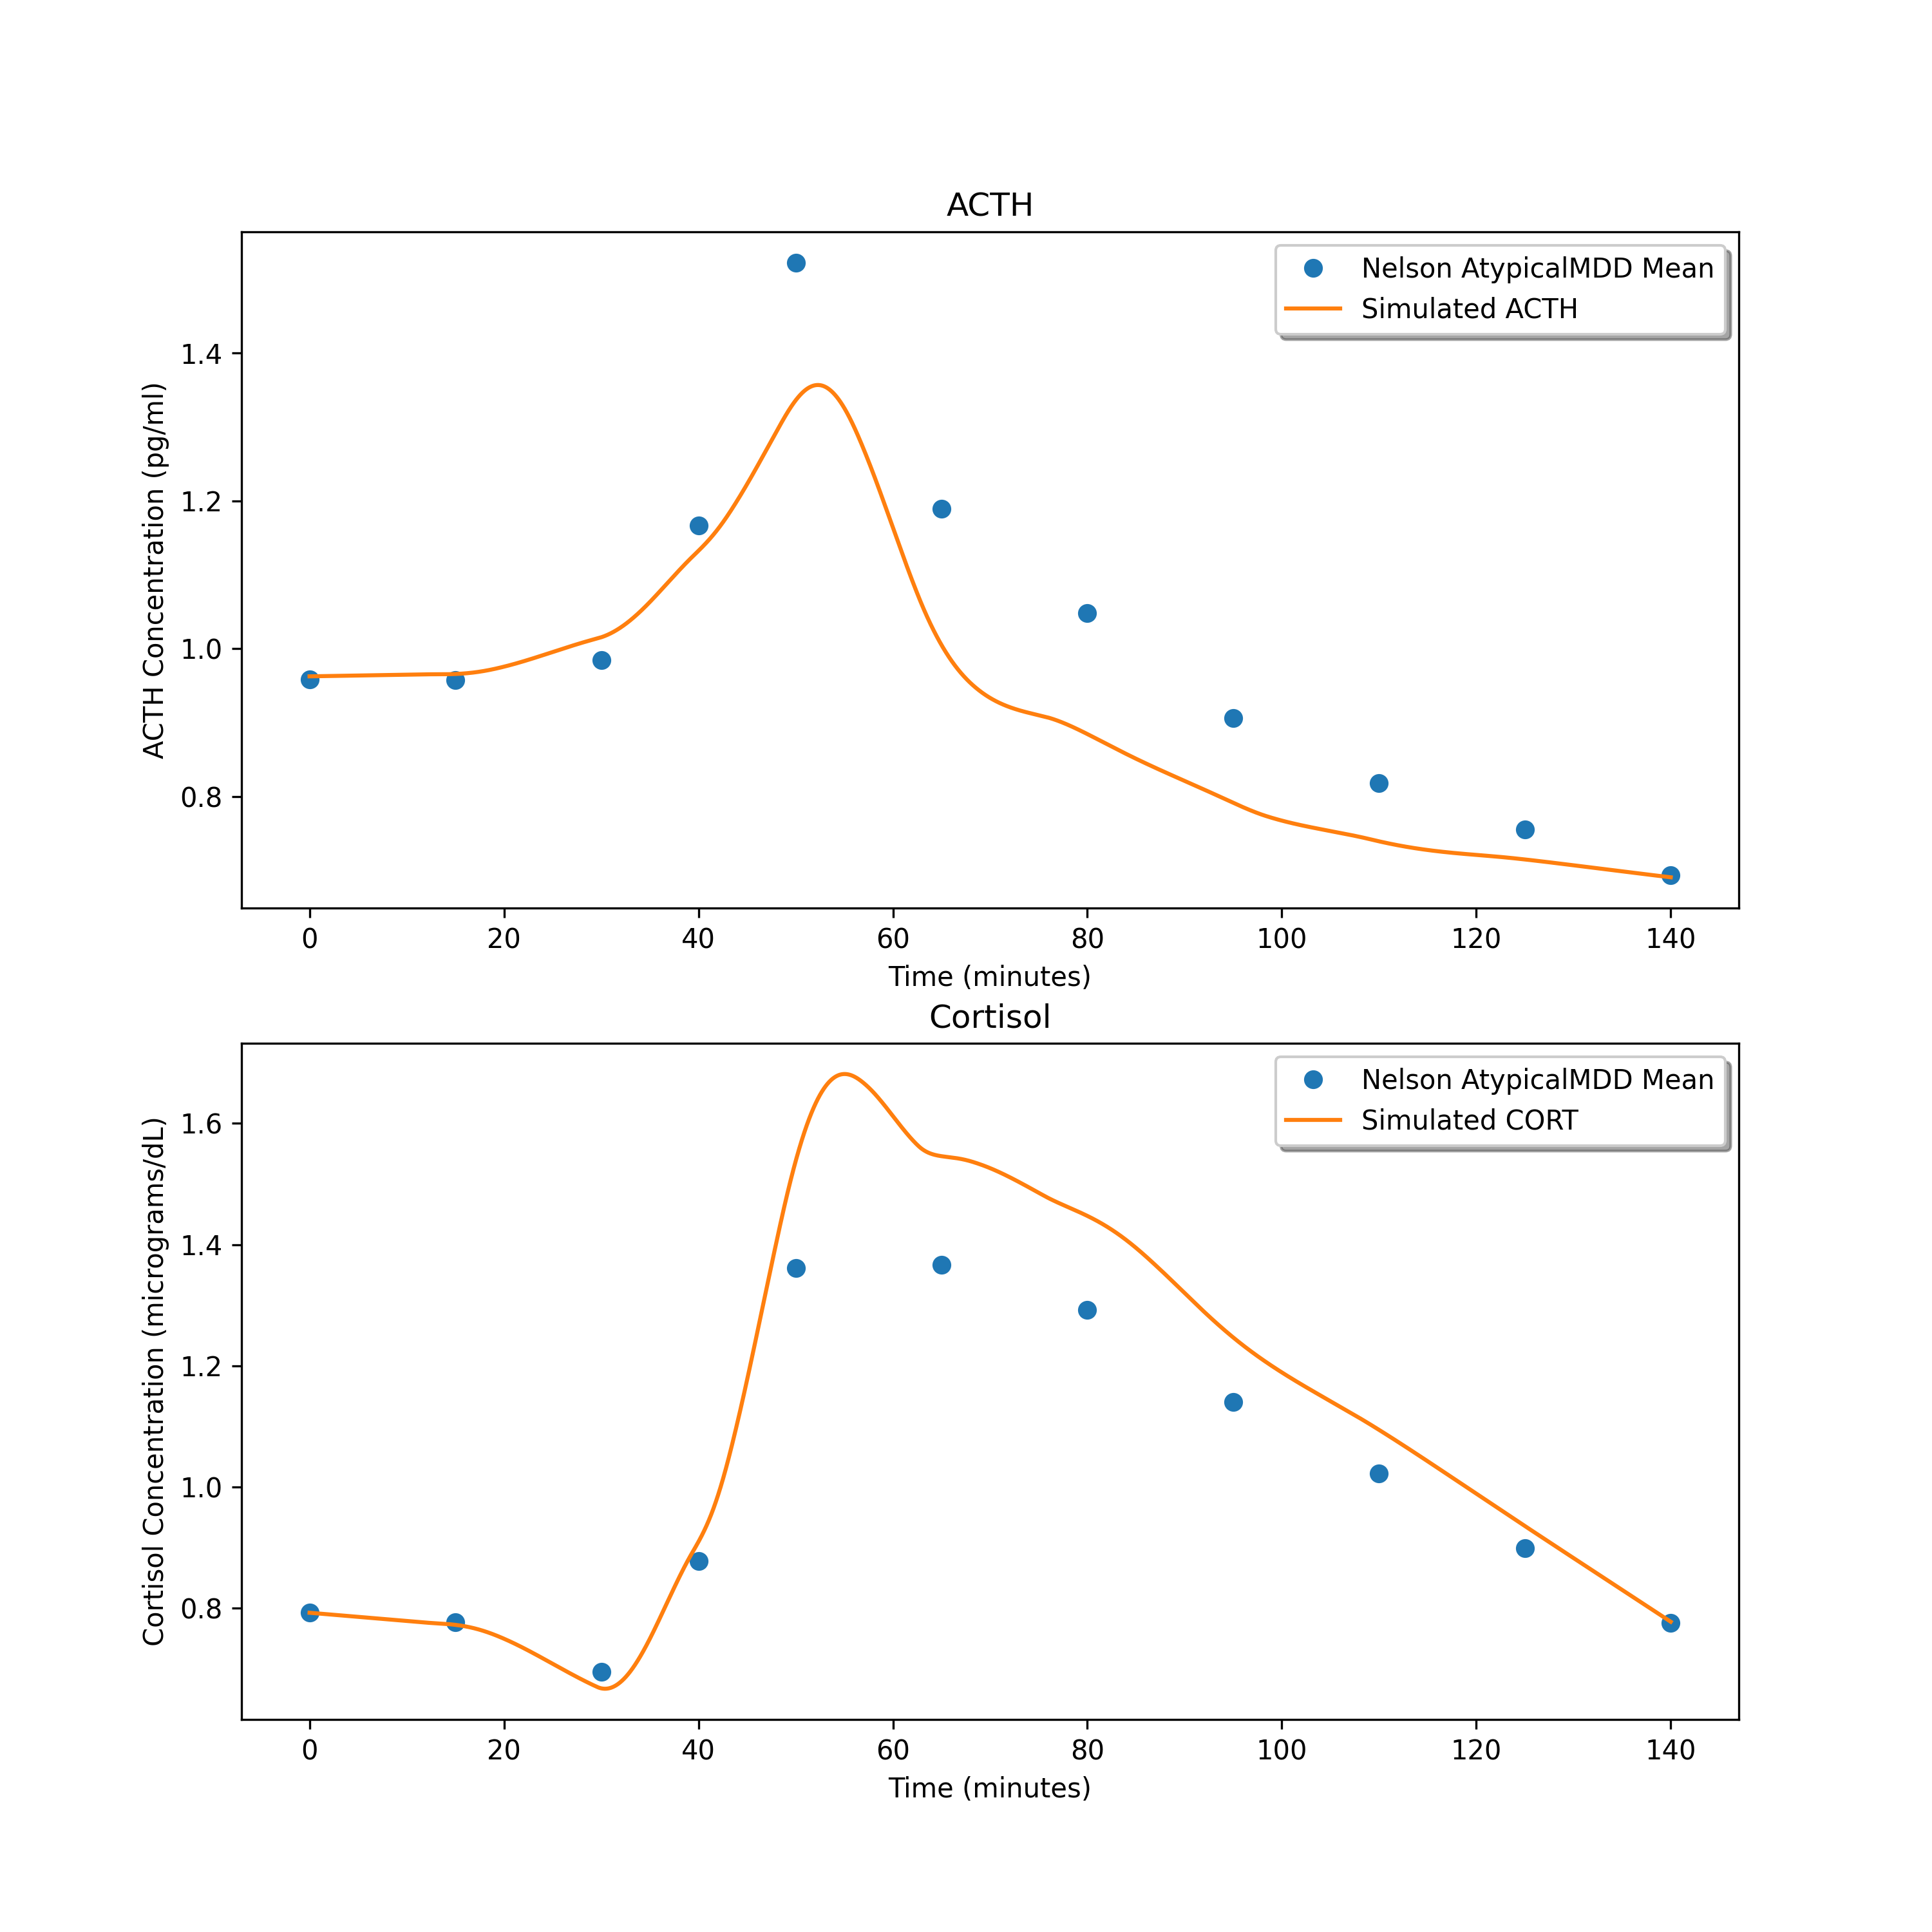 ACTH
Nelson AtypicalMDD Mean
Simulated ACTH
ACTH Concentration (pg/ml)
1.4
1.2
1.0
0.8
0 20 40 60 80 100 120 140
Time (minutes)
Cortisol
Nelson AtypicalMDD Mean
Simulated CORT
Cortisol Concentration (micrograms/dL)
1.6
1.4
1.2
1.0
0.8
0 20 40 60 80 100 120 140
Time (minutes)